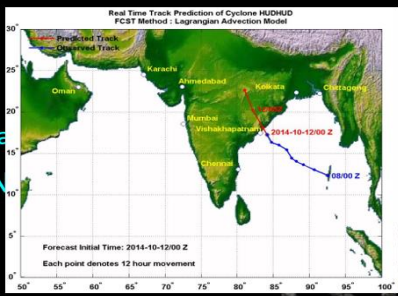 Real Time Track Prediction of Cyclone HUDHUD
FCST Method : Lagrangian Advection Model
30°
25°
20°
15°
10°
5°
0°
Predicted Track
Observed Track
Karachi
Ahmedabad
Kolkata
Chittageng
Oman
Mumbai
Vishakhapatnam
2014-10-12/00 Z
Chennai
08/00 Z
Forecast Initial Time: 2014-10-12/00 Z
Each point denotes 12 hour movement
50° 55° 60° 65° 70° 75° 80° 85° 90° 95° 100°